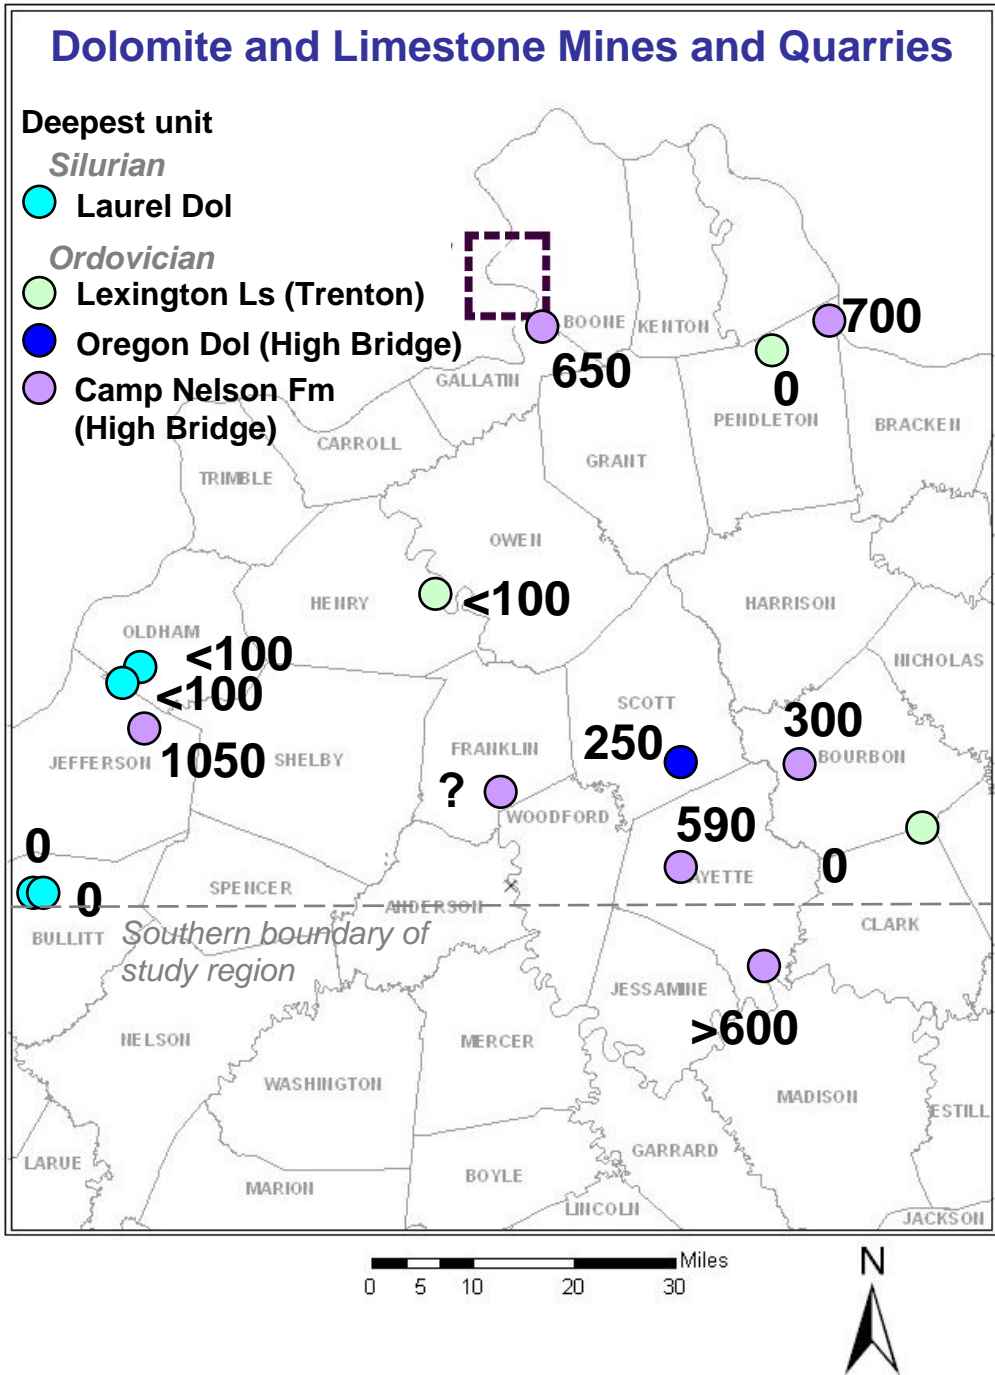 Dolomite and Limestone Mines and Quarries
Deepest unit
Silurian
Laurel Dol
Ordovician
Lexington Ls (Trenton)
Oregon Dol (High Bridge)
Camp Nelson Fm
(High Bridge)
BOONE
KENTON
700
650
0
GALLATIN
PENDLETON
BRACKEN
CARROLL
GRANT
TRIMBLE
OWEN
HENRY
<100
HARRISON
OLDHAM
<100
NICHOLAS
<100
SCOTT
300
250
FRANKLIN
BOURBON
JEFFERSON
1050
SHELBY
?
WOODFORD
590
0
0
AYETTE
SPENCER
0
ANDERSON
CLARK
BULLITT
Southern boundary of
study region
JESSAMINE
>600
NELSON
MERCER
WASHINGTON
MADISON
ESTILL
GARRARD
LARUE
BOYLE
MARION
LINCOLN
JACKSON
Miles
0 5 10 20 30
N